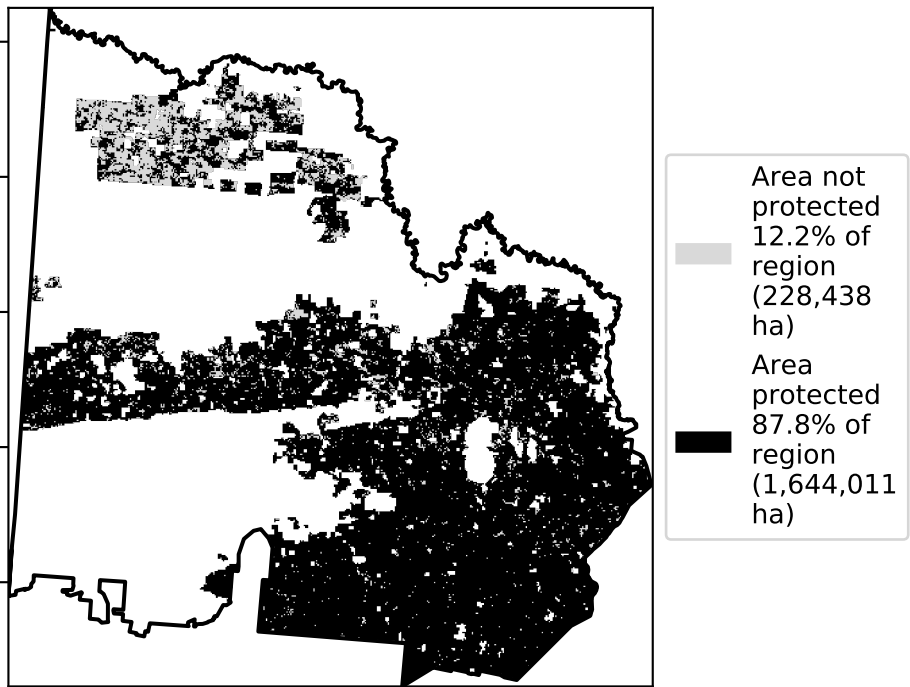 Area not
protected
12.2% of
region
(228,438
ha)
Area
protected
87.8% of
region
(1,644,011
ha)